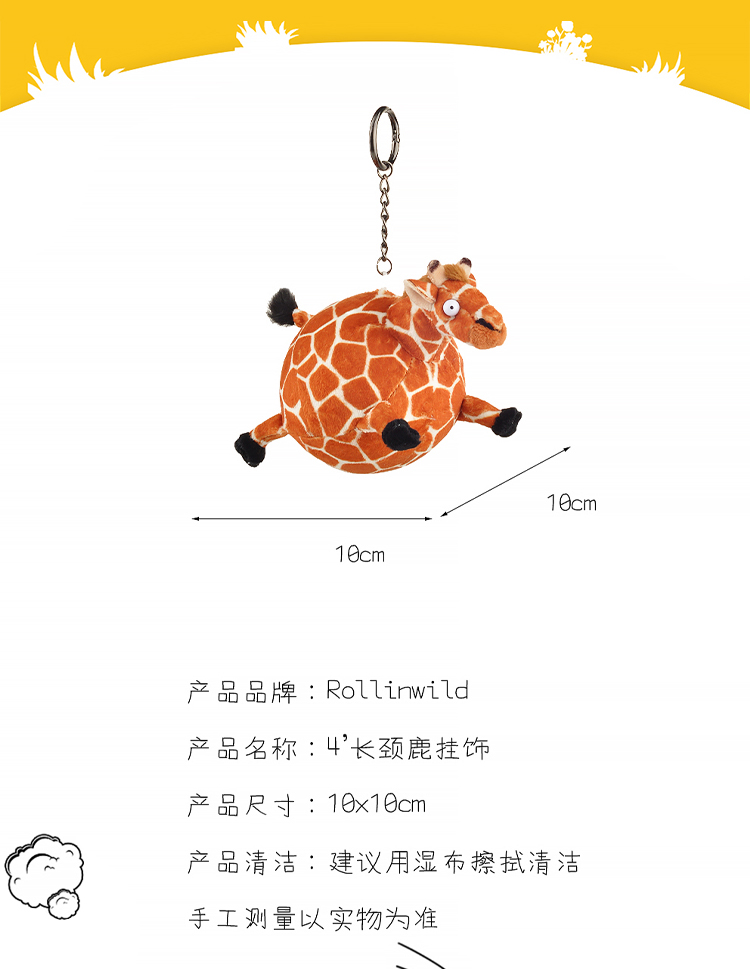 10cm
10cm
产品品牌：Rollinwild
产品名称：4’长颈鹿挂饰
产品尺寸：10x10cm
产品清洁：建议用湿布擦拭清洁
手工测量以实物为准